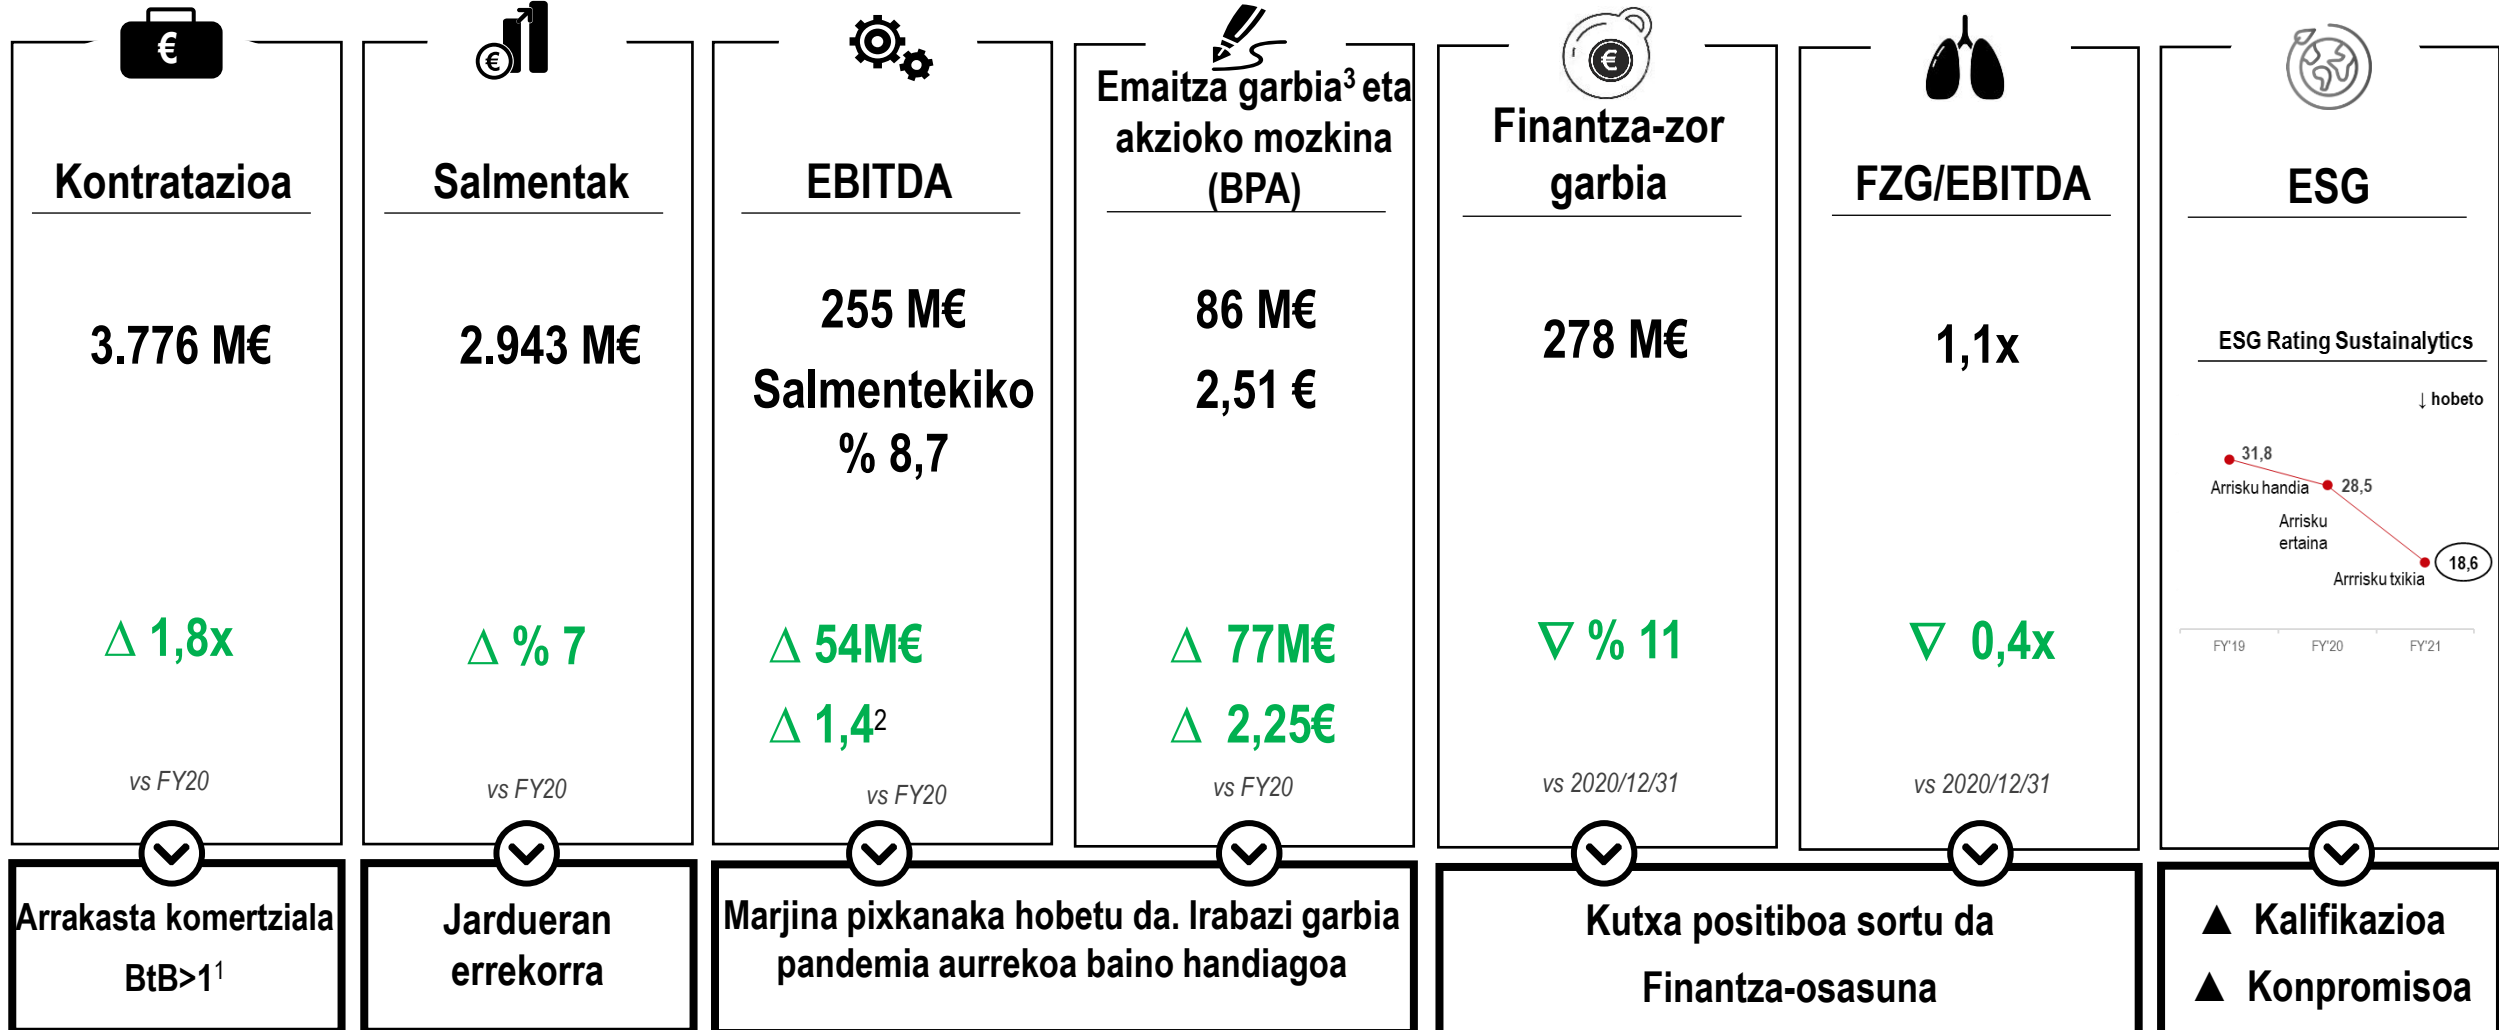 €
Kontratazioa
3.776 M€
Δ 1,8x
vs FY20
Arrakasta komertziala
BtB>1¹
€
Salmentak
2.943 M€
Δ % 7
vs FY20
Jardueran
errekorra
EBITDA
255 M€
Salmentekiko
% 8,7
Δ 54M€
Δ 1,4²
vs FY20
Emaitza garbia³ eta
akzioko mozkina
(BPA)
86 M€
2,51 €
Δ 77M€
Δ 2,25€
vs FY20
Marjina pixkanaka hobetu da. Irabazi garbia
pandemia aurrekoa baino handiagoa
€
Finantza-zor
garbia
278 M€
∇ % 11
vs 2020/12/31
FZG/EBITDA
1,1x
∇ 0,4x
vs 2020/12/31
Kutxa positiboa sortu da
Finantza-osasuna
ESG
ESG Rating Sustainalytics
↓ hobeto
31,8
Arrisku handia
28,5
Arrisku
ertaina
18,6
Arrrisku txikia
FY'19 FY'20 FY'21
▲ Kalifikazioa
▲ Konpromisoa